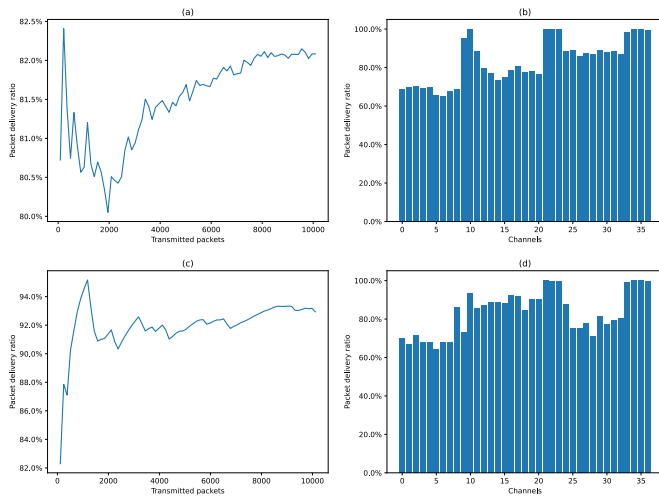 (a)
82.5%
82.0%
81.5%
81.0%
80.5%
80.0%
Packet delivery ratio
0 2000 4000 6000 8000 10000
Transmitted packets
(b)
100.0%
80.0%
60.0%
40.0%
20.0%
0.0%
Packet delivery ratio
0 5 10 15 20 25 30 35
Channels
(c)
94.0%
92.0%
90.0%
88.0%
86.0%
84.0%
82.0%
Packet delivery ratio
0 2000 4000 6000 8000 10000
Transmitted packets
(d)
100.0%
80.0%
60.0%
40.0%
20.0%
0.0%
Packet delivery ratio
0 5 10 15 20 25 30 35
Channels